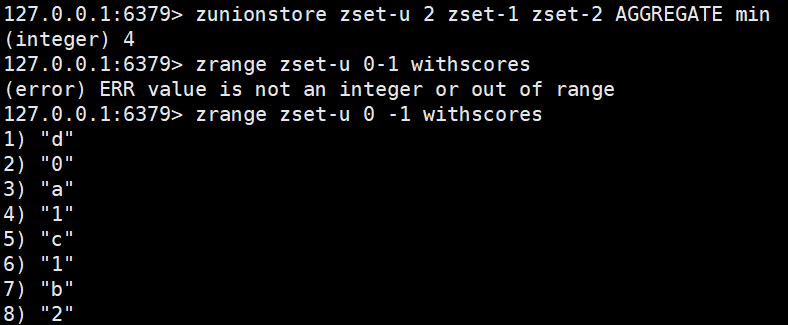 127.0.0.1:6379> zunionstore zset-u 2 zset-1 zset-2 AGGREGATE min
(integer) 4
127.0.0.1:6379> zrange zset-u 0-1 withscores
(error) ERR value is not an integer or out of range
127.0.0.1:6379> zrange zset-u 0 -1 withscores
1) "d"
2) "0"
3) "a"
4) "1"
5) "c"
6) "1"
7) "b"
8) "2"